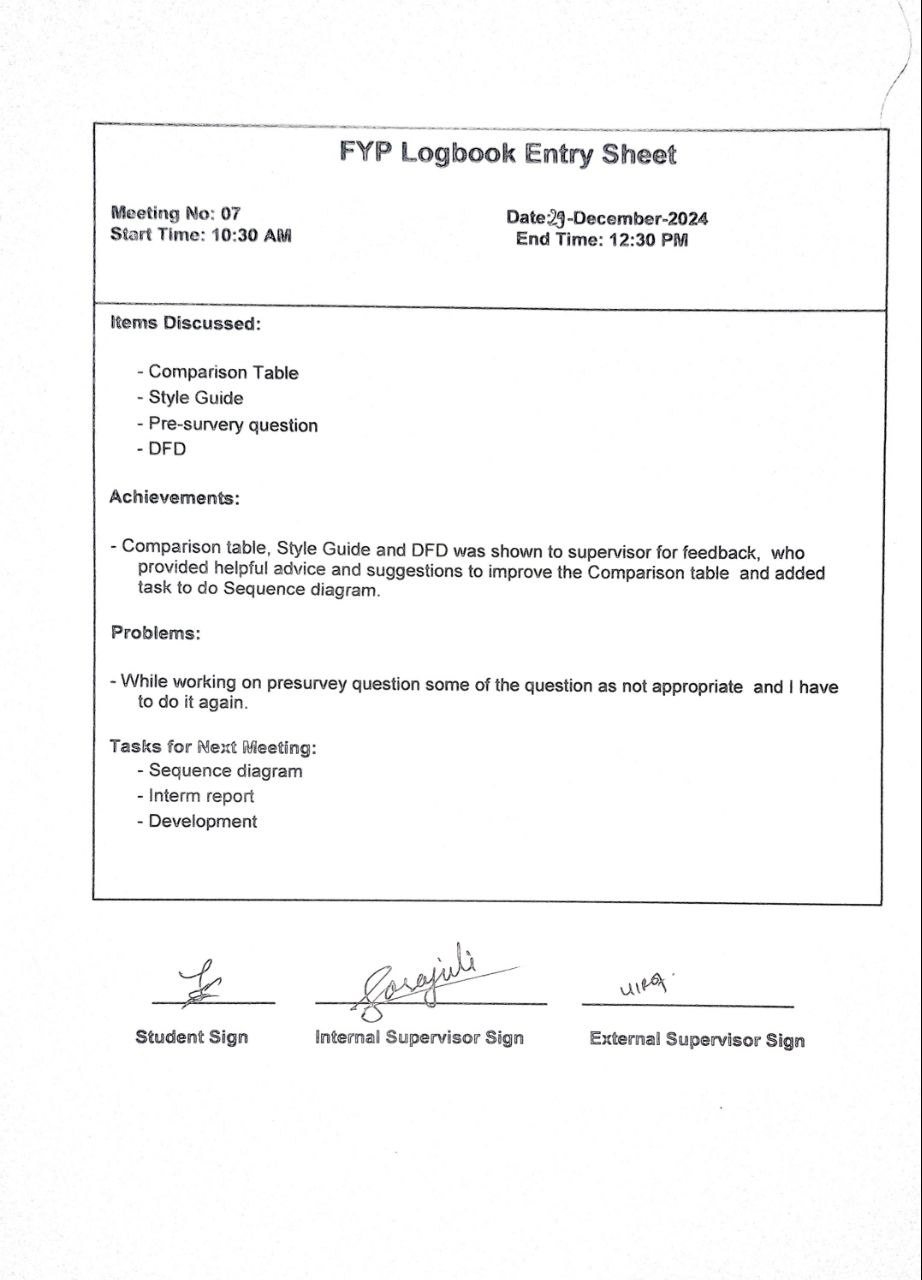 FYP Logbook Entry Sheet
Meeting No: 07
Date:29-December-2024
Start Time: 10:30 AM
End Time: 12:30 PM
Items Discussed:
- Comparison Table
- Style Guide
- Pre-survery question
- DFD
Achievements:
- Comparison table, Style Guide and DFD was shown to supervisor for feedback, who
provided helpful advice and suggestions to improve the Comparison table and added
task to do Sequence diagram.
Problems:
- While working on presurvey question some of the question as not appropriate and I have
to do it again.
Tasks for Next Meeting:
- Sequence diagram
- Interm report
- Development
Student Sign
Internal Supervisor Sign
External Supervisor Sign